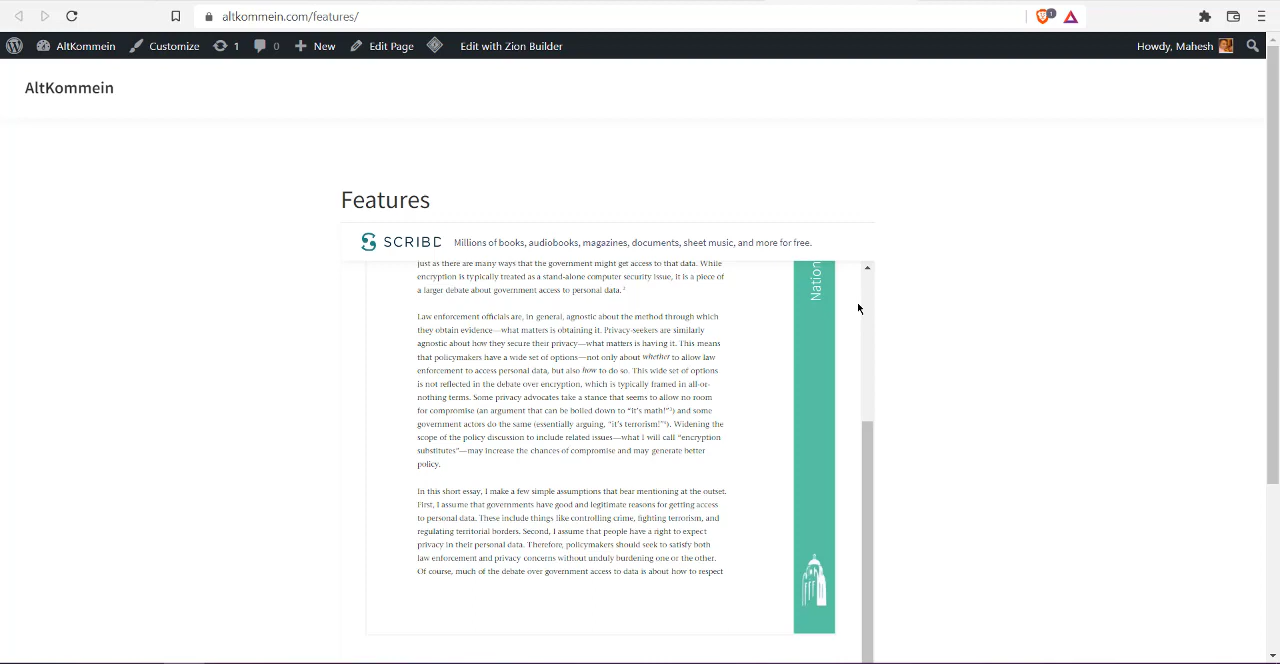 altkommein.com/features/
1
AltKommein
Customize
1
0
New
Edit Page
Edit with Zion Builder
Howdy, Mahesh
AltKommein
Features
SCRIBD
Millions of books, audiobooks, magazines, documents, sheet music, and more for free.
just as there are many ways that the government might get access to that data. While
encryption is typically treated as a stand-alone computer security issue, it is a piece of
a larger debate about government access to personal data. 2
Law enforcement officials are, in general, agnostic about the method through which
they obtain evidence—what matters is obtaining it. Privacy-seekers are similarly
agnostic about how they secure their privacy—what matters is having it. This means
that policymakers have a wide set of options—not only about whether to allow law
enforcement to access personal data, but also how to do so. This wide set of options
is not reflected in the debate over encryption, which is typically framed in all-or-
nothing terms. Some privacy advocates take a stance that seems to allow no room
for compromise (an argument that can be boiled down to "it's math!"3) and some
government actors do the same (essentially arguing, "it's terrorism!"4). Widening the
scope of the policy discussion to include related issues—what I will call "encryption
substitutes"—may increase the chances of compromise and may generate better
policy.
In this short essay, I make a few simple assumptions that bear mentioning at the outset.
First, I assume that governments have good and legitimate reasons for getting access
to personal data. These include things like controlling crime, fighting terrorism, and
regulating territorial borders. Second, I assume that people have a right to expect
privacy in their personal data. Therefore, policymakers should seek to satisfy both
law enforcement and privacy concerns without unduly burdening one or the other.
Of course, much of the debate over government access to data is about how to respect
Nation